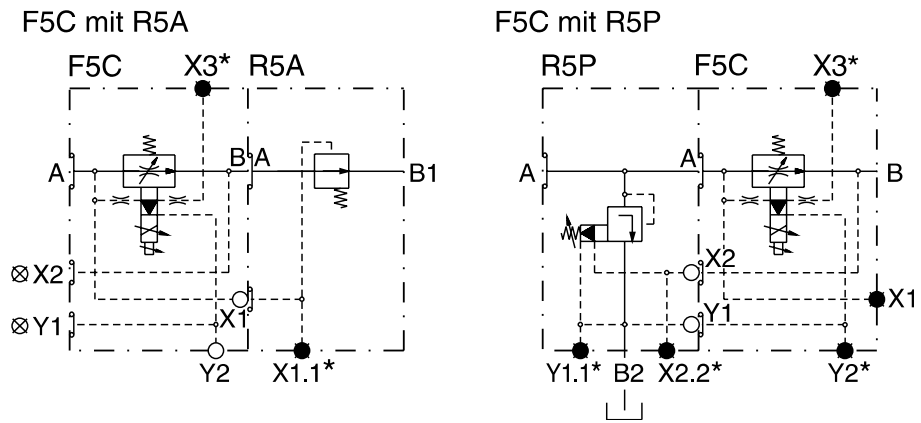 F5C mit R5A
F5C mit R5P
F5C
X3*
R5A
R5P
F5C
X3*
A
B
A
B1
A
A
B
X2
X2
X1
Y1
X1
Y1
Y2
X1.1*
Y1.1*
B2
X2.2*
Y2*